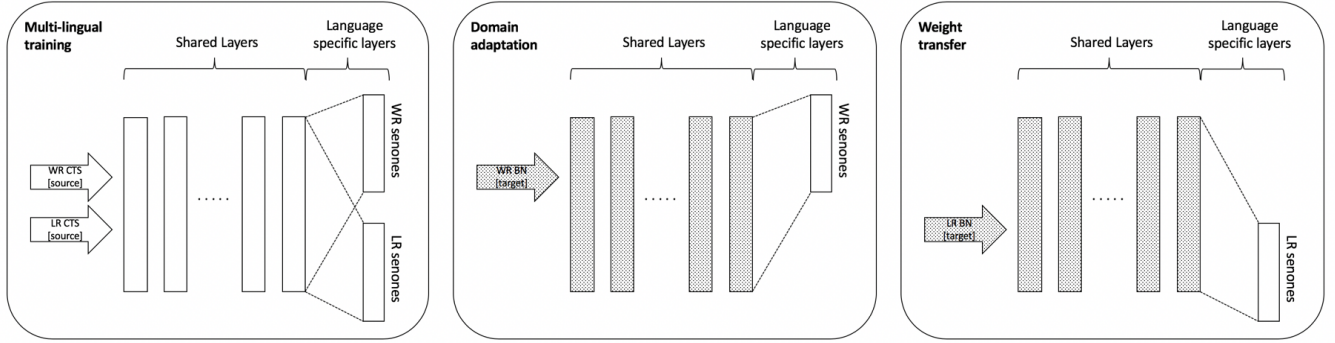 Multi-lingual
training
Shared Layers
Language
specific layers
WR CTS
[source]
LR CTS
[source]
.....
WR senones
LR senones
Domain
adaptation
Shared Layers
Language
specific layers
WR BN
[target]
.....
WR senones
Weight
transfer
Shared Layers
Language
specific layers
LR BN
[target]
.....
LR senones